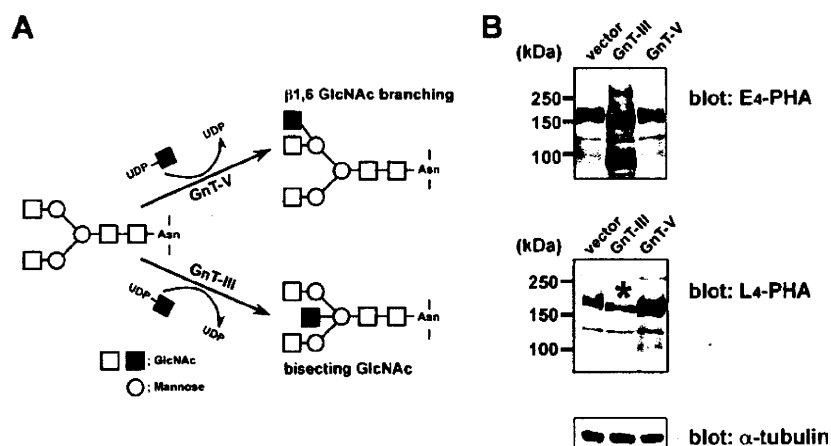 A
β1,6 GlcNAc branching
UDP
UDP
GnT-V
Asn
Asn
GnT-III
UDP
UDP
Asn
bisecting GlcNAc
; GlcNAc
; Mannose
B
(kDa)
vector
GnT-III
GnT-V
250
150
100
blot: E4-PHA
(kDa)
vector
GnT-III
GnT-V
250
150
100
*
blot: L4-PHA
blot: α-tubulin